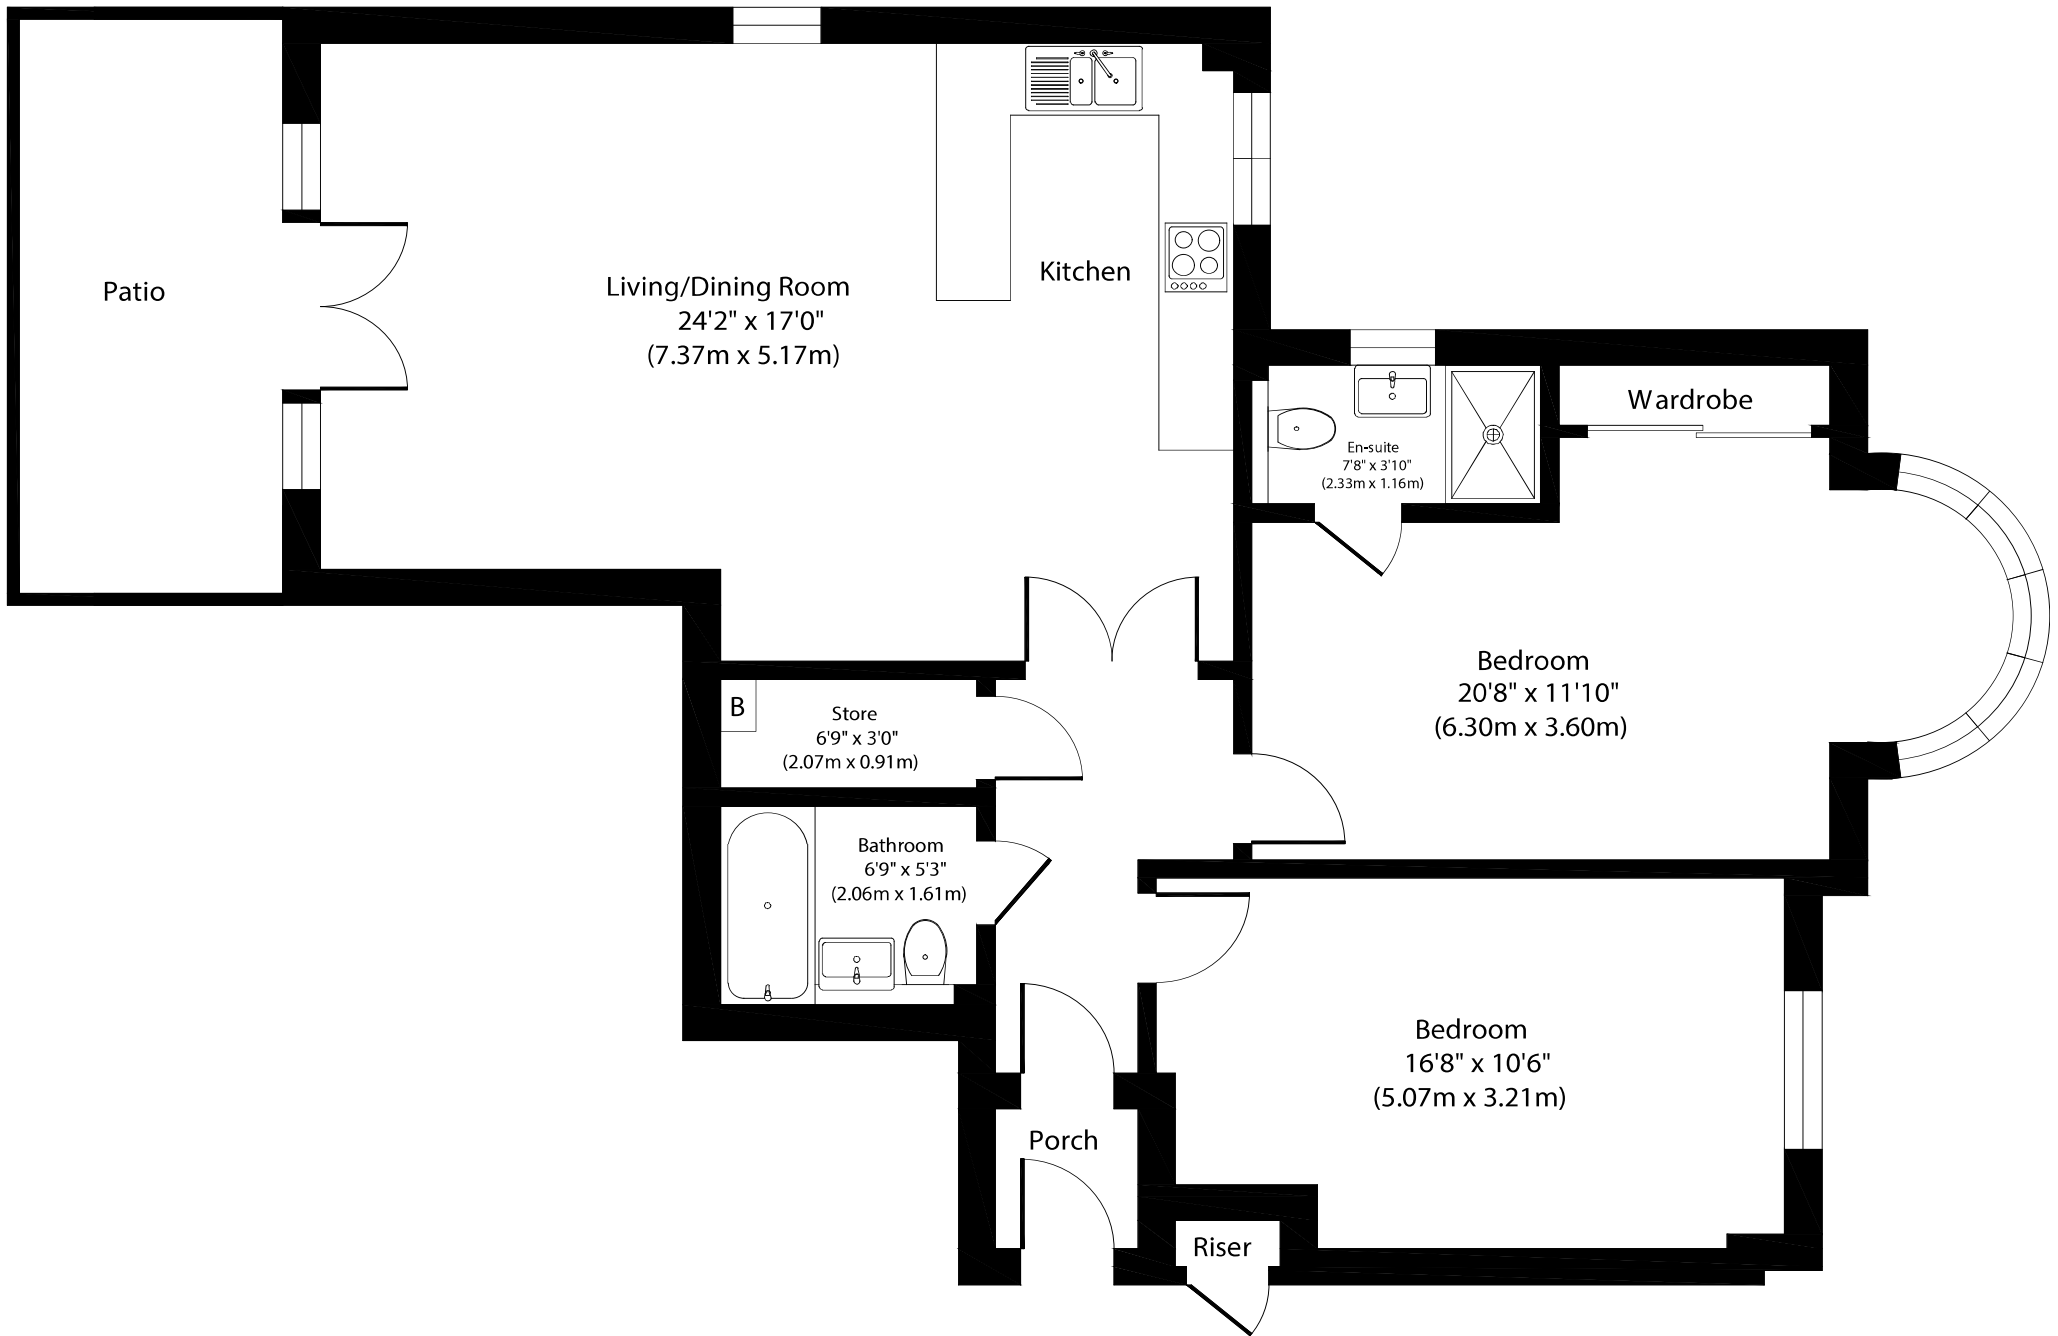 Patio
Living/Dining Room
24'2" x 17'0"
(7.37m x 5.17m)
Kitchen
Wardrobe
En-suite
7'8" x 3'10"
(2.33m x 1.16m)
Bedroom
20'8" x 11'10"
(6.30m x 3.60m)
B
Store
6'9" x 3'0"
(2.07m x 0.91m)
Bathroom
6'9" x 5'3"
(2.06m x 1.61m)
Bedroom
16'8" x 10'6"
(5.07m x 3.21m)
Porch
Riser